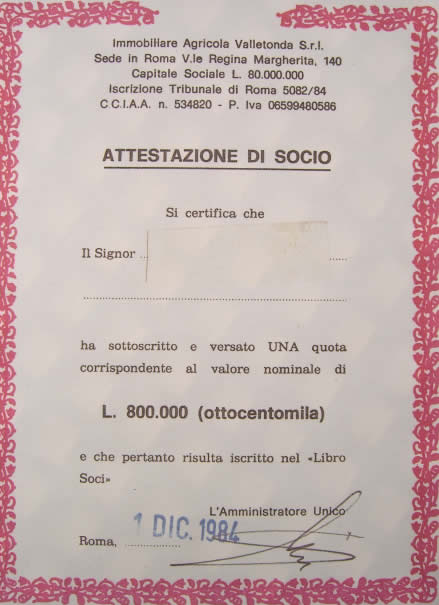 Immobiliare Agricola Valletonda S.r.l.
Sede in Roma V.le Regina Margherita, 140
Capitale Sociale L. 80.000.000
Iscrizione Tribunale di Roma 5082/84
C C.I.A.A. n. 534820 - P. Iva 06599480586
ATTESTAZIONE DI SOCIO
Si certifica che
Il Signor
ha sottoscritto e versato UNA quota
corrispondente al valore nominale di
L. 800.000 (ottocentomila)
e che pertanto risulta iscritto nel «Libro
Soci»
L'Amministratore Unico
Roma, 1 DIC. 1984